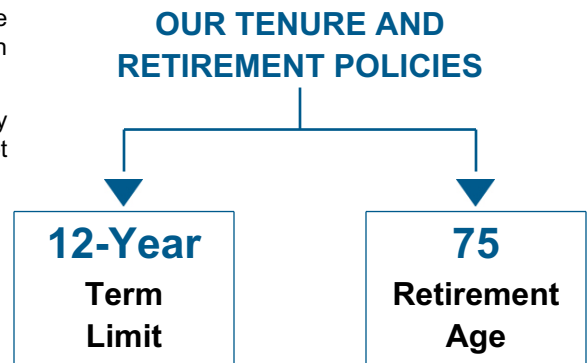 OUR TENURE AND
RETIREMENT POLICIES
12-Year
Term
Limit
75
Retirement
Age